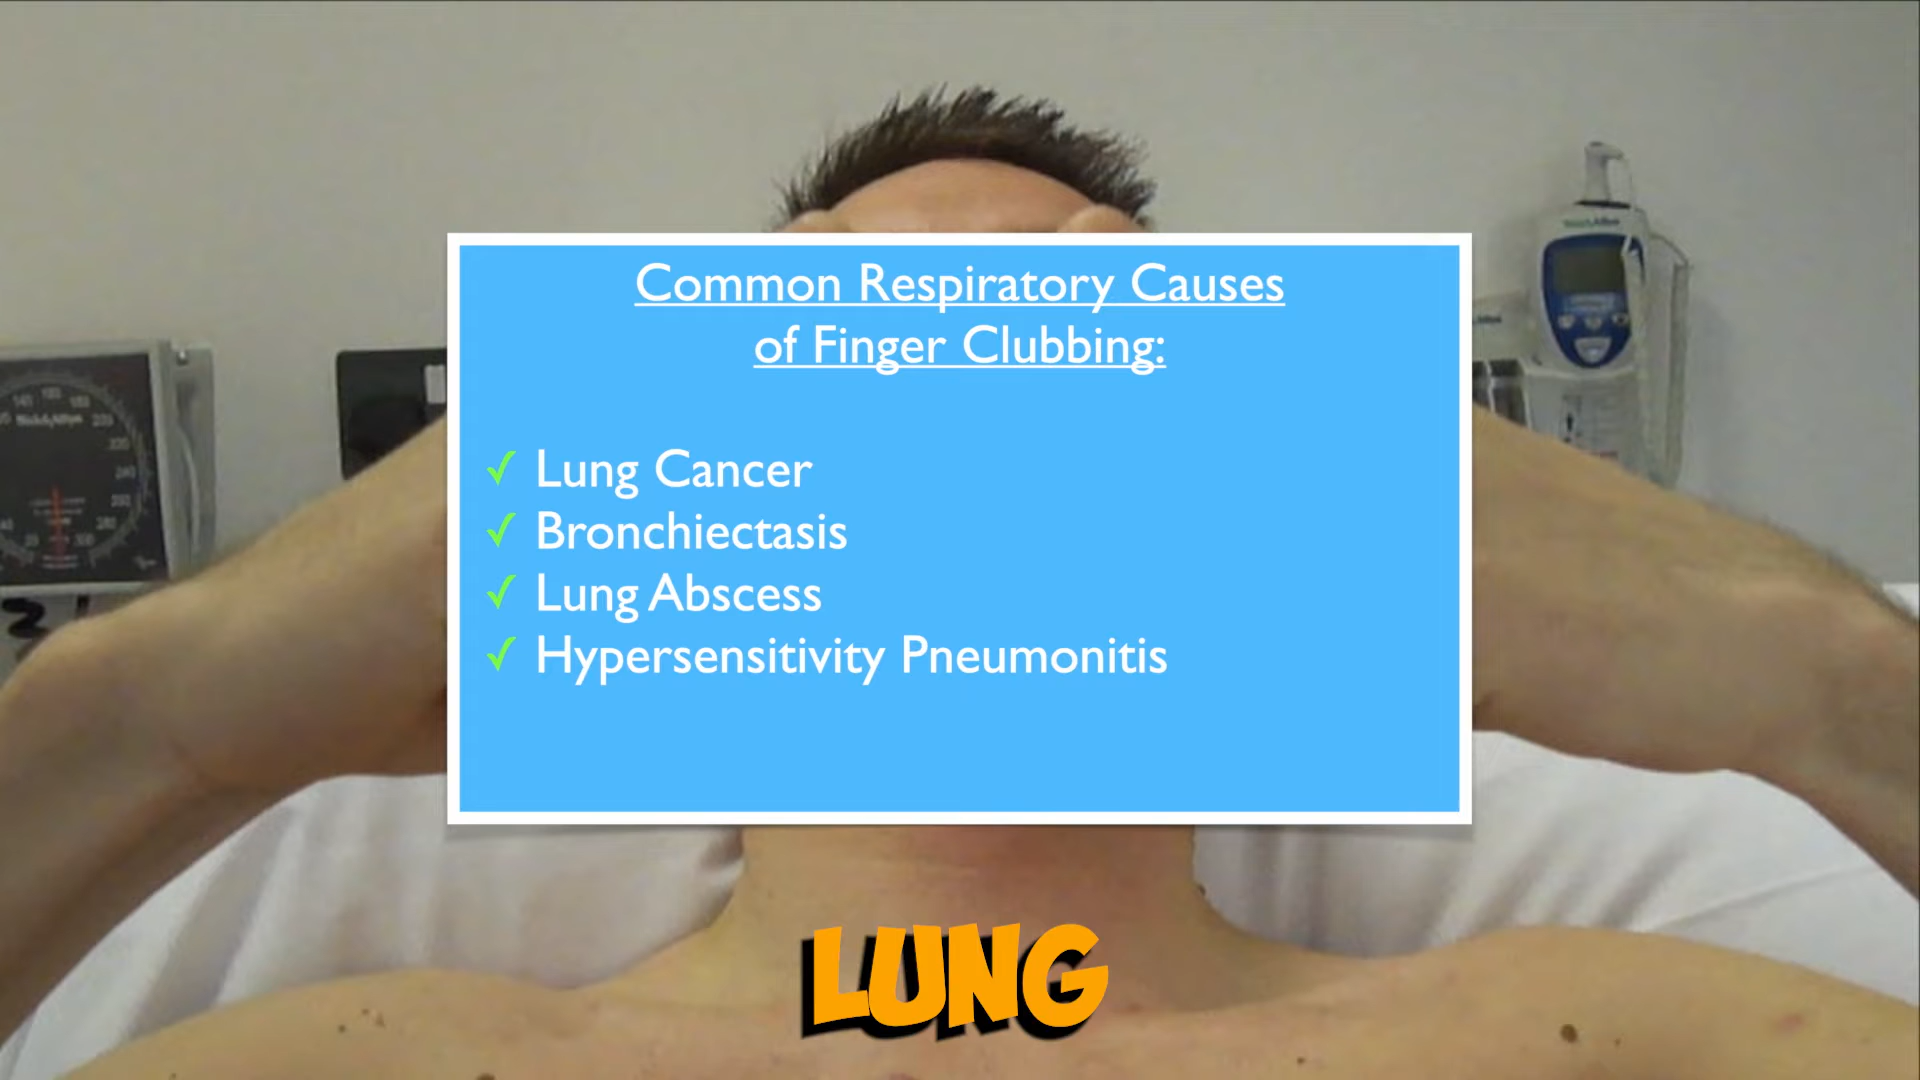 Common Respiratory Causes
of Finger Clubbing:
✓ Lung Cancer
✓ Bronchiectasis
✓ Lung Abscess
✓ Hypersensitivity Pneumonitis
LUNG